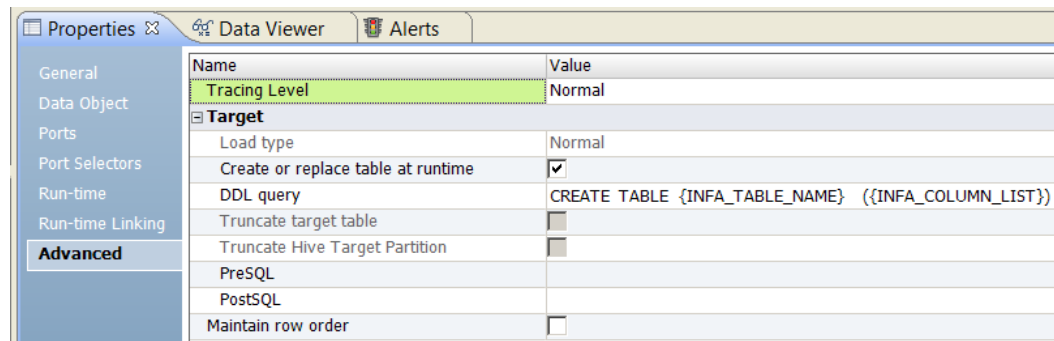 Properties Data Viewer Alerts
General
Data Object
Ports
Port Selectors
Run-time
Run-time Linking
Advanced
Name Value
Tracing Level Normal
Target
Load type Normal
Create or replace table at runtime
DDL query CREATE TABLE {INFA_TABLE_NAME} ({INFA_COLUMN_LIST})
Truncate target table
Truncate Hive Target Partition
PreSQL
PostSQL
Maintain row order